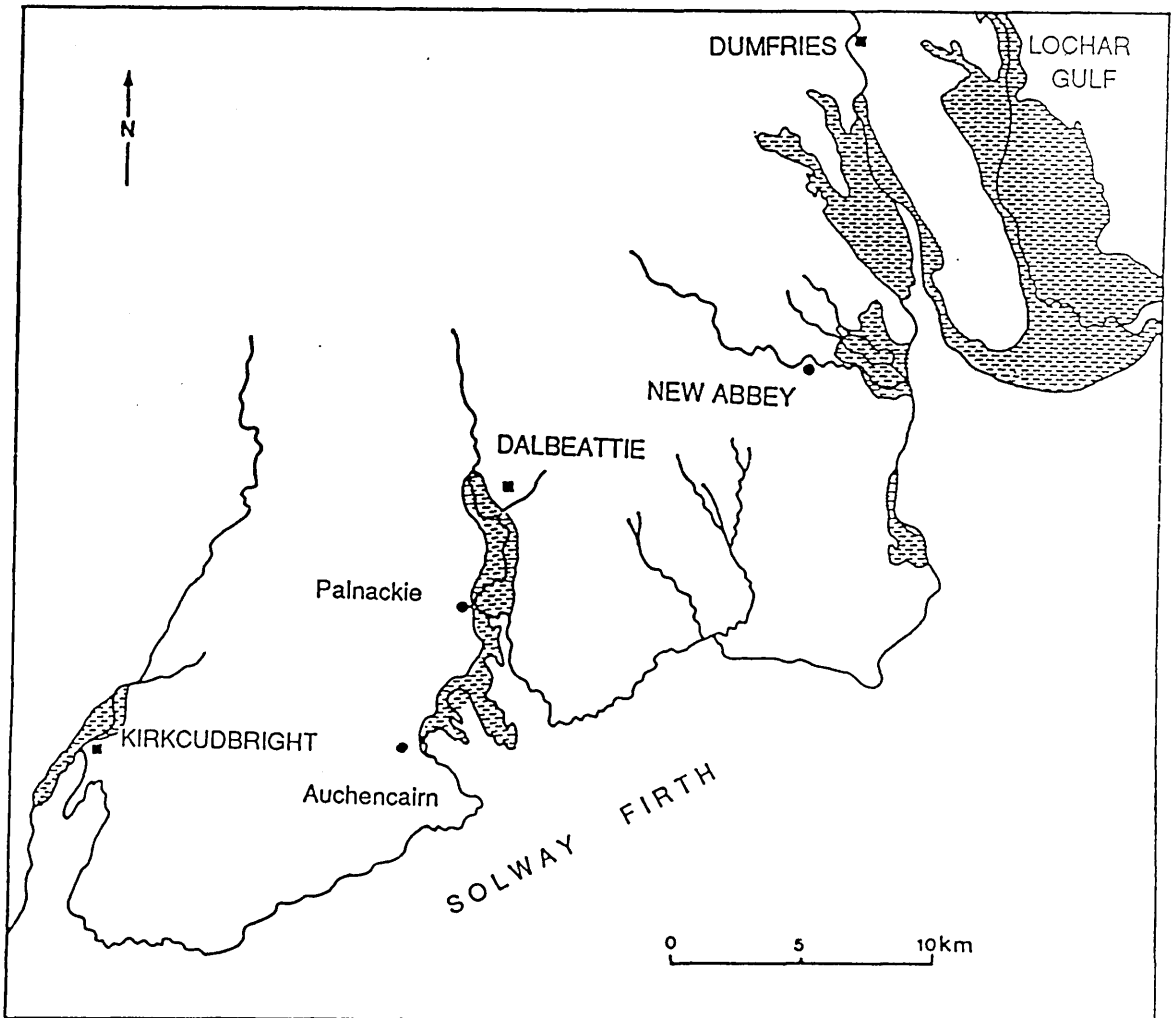 DUMFRIES
LOCHAR
GULF
N
NEW ABBEY
DALBEATTIE
Palnackie
KIRKCUDBRIGHT
Auchencairn
SOLWAY FIRTH
0 5 10km